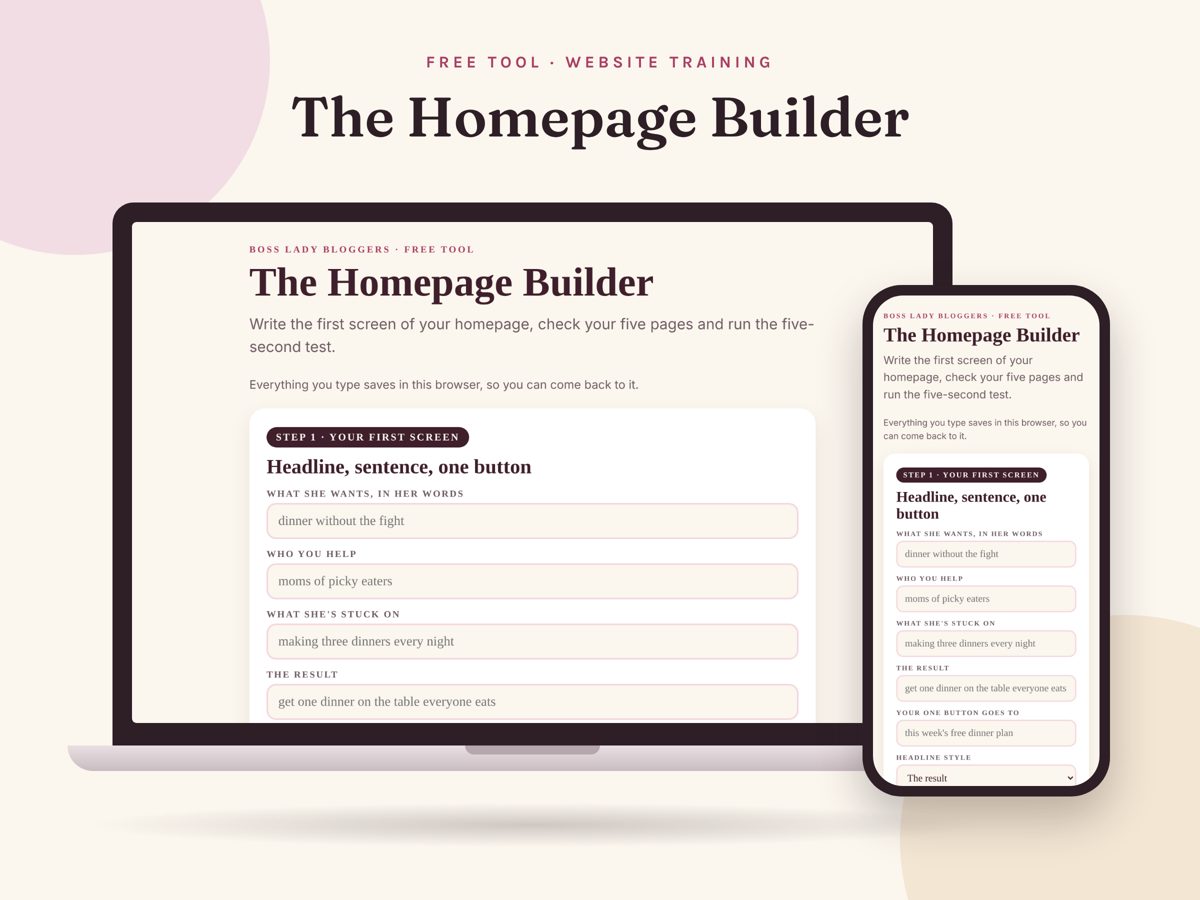 FREE TOOL · WEBSITE TRAINING
The Homepage Builder
BOSS LADY BLOGGERS · FREE TOOL
The Homepage Builder
Write the first screen of your homepage, check your five pages and run the five-
second test.
Everything you type saves in this browser, so you can come back to it.
STEP 1 · YOUR FIRST SCREEN
Headline, sentence, one button
WHAT SHE WANTS, IN HER WORDS
dinner without the fight
WHO YOU HELP
moms of picky eaters
WHAT SHE'S STUCK ON
making three dinners every night
THE RESULT
get one dinner on the table everyone eats
BOSS LADY BLOGGERS · FREE TOOL
The Homepage Builder
Write the first screen of your
homepage, check your five pages and
run the five-second test.
Everything you type saves in this browser, so you
can come back to it.
STEP 1 · YOUR FIRST SCREEN
Headline, sentence, one
button
WHAT SHE WANTS, IN HER WORDS
dinner without the fight
WHO YOU HELP
moms of picky eaters
WHAT SHE'S STUCK ON
making three dinners every night
THE RESULT
get one dinner on the table everyone eats
YOUR ONE BUTTON GOES TO
this week's free dinner plan
HEADLINE STYLE
The result